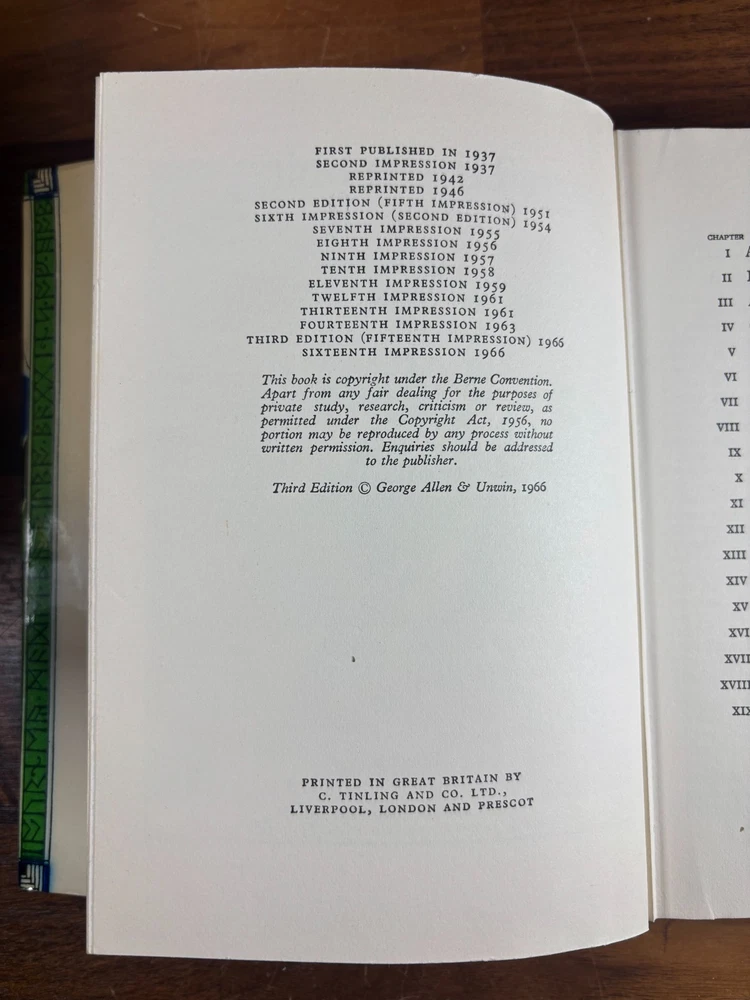 FIRST PUBLISHED IN 1937
SECOND IMPRESSION 1937
REPRINTED 1942
REPRINTED 1946
SECOND EDITION (FIFTH IMPRESSION) 1951
SIXTH IMPRESSION (SECOND EDITION) 1954
SEVENTH IMPRESSION 1955
EIGHTH IMPRESSION 1956
NINTH IMPRESSION 1957
TENTH IMPRESSION 1958
ELEVENTH IMPRESSION 1959
TWELFTH IMPRESSION 1961
THIRTEENTH IMPRESSION 1961
FOURTEENTH IMPRESSION 1963
THIRD EDITION (FIFTEENTH IMPRESSION) 1966
SIXTEENTH IMPRESSION 1966
This book is copyright under the Berne Convention.
Apart from any fair dealing for the purposes of
private study, research, criticism or review, as
permitted under the Copyright Act, 1956, no
portion may be reproduced by any process without
written permission. Enquiries should be addressed
to the publisher.
Third Edition © George Allen & Unwin, 1966
PRINTED IN GREAT BRITAIN BY
C. TINLING AND CO. LTD.,
LIVERPOOL, LONDON AND PRESCOT
CHAPTER
I
II
III
IV
V
VI
VII
VIII
IX
X
XI
XII
XIII
XIV
XV
XVI
XVII
XVIII
XIX